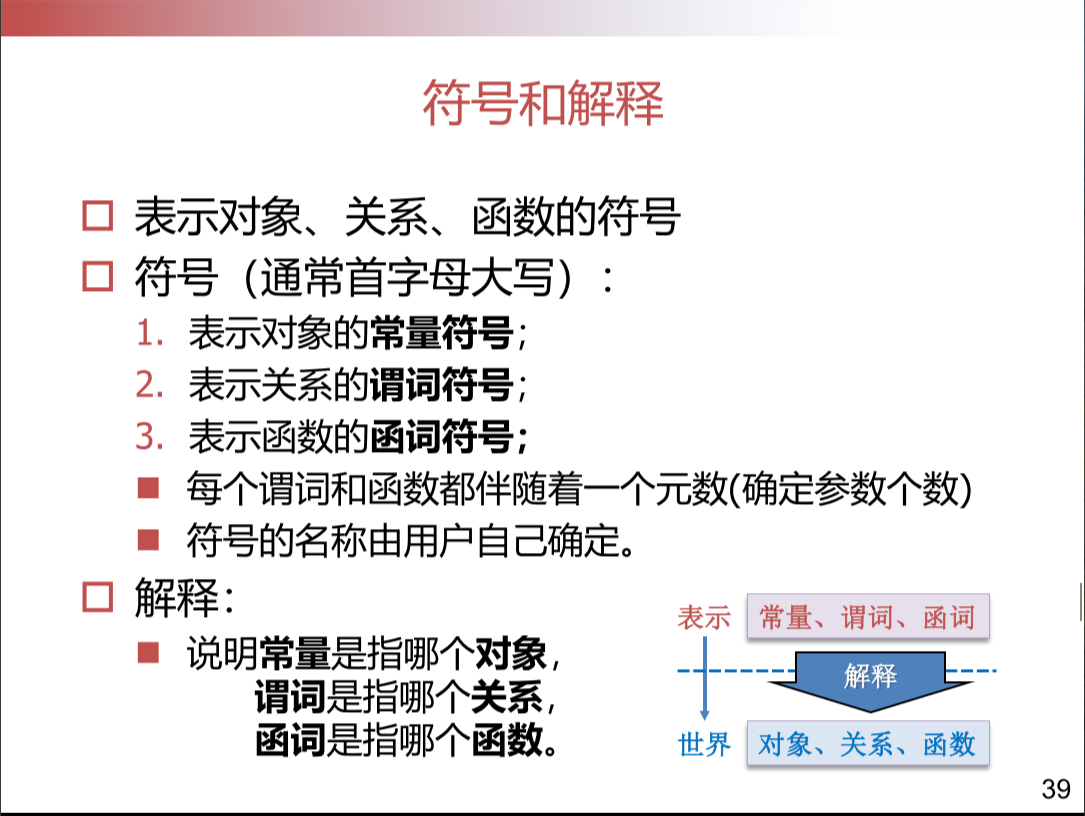 符号和解释
表示对象、关系、函数的符号
符号（通常首字母大写）：
1. 表示对象的常量符号;
2. 表示关系的谓词符号;
3. 表示函数的函词符号;
每个谓词和函数都伴随着一个元数(确定参数个数)
符号的名称由用户自己确定。
解释:
说明常量是指哪个对象,
谓词是指哪个关系,
函词是指哪个函数。
表示 常量、谓词、函词
解释
世界 对象、关系、函数
39